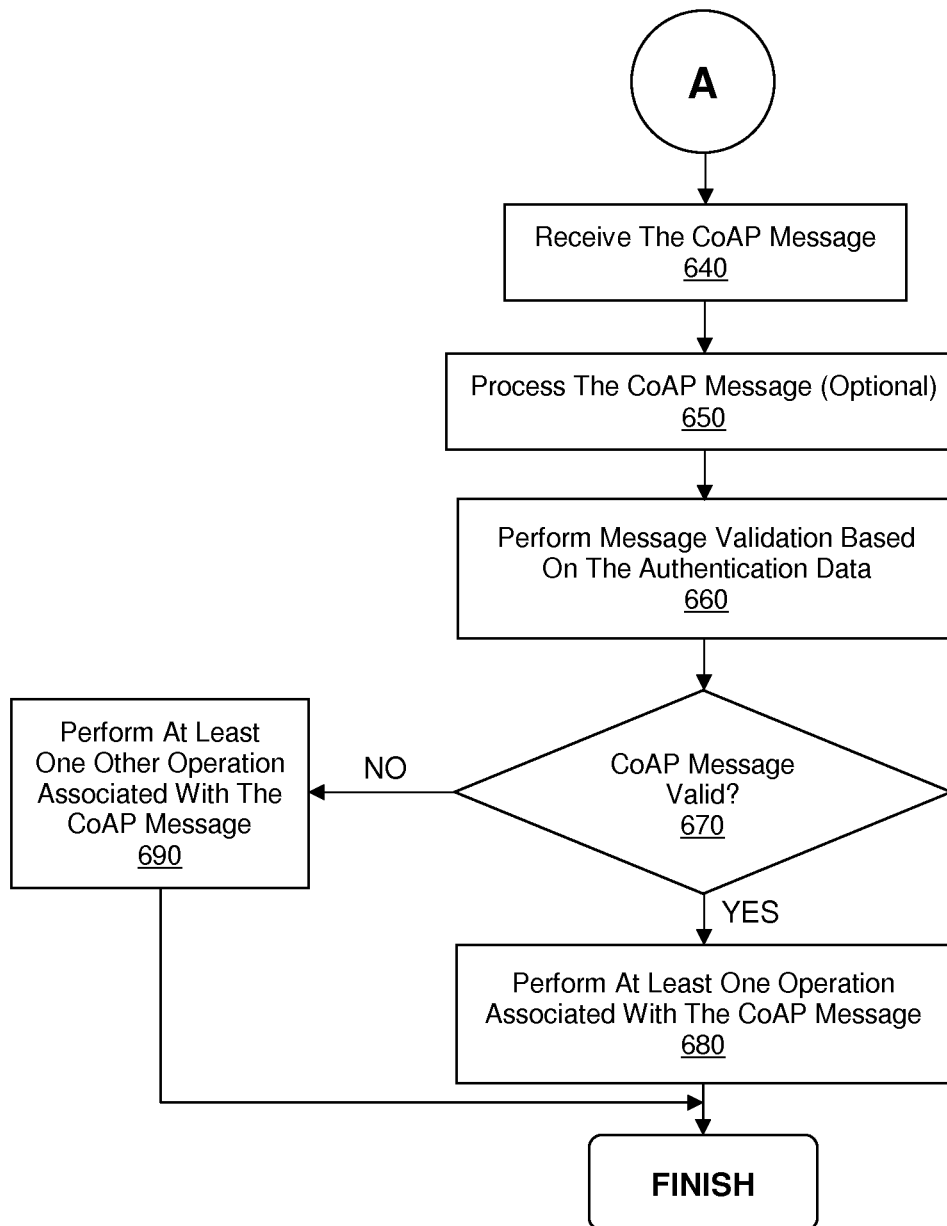 A
Receive The CoAP Message
640
Process The CoAP Message (Optional)
650
Perform Message Validation Based
On The Authentication Data
660
CoAP Message
Valid?
670
NO
Perform At Least
One Other Operation
Associated With The
CoAP Message
690
YES
Perform At Least One Operation
Associated With The CoAP Message
680
FINISH